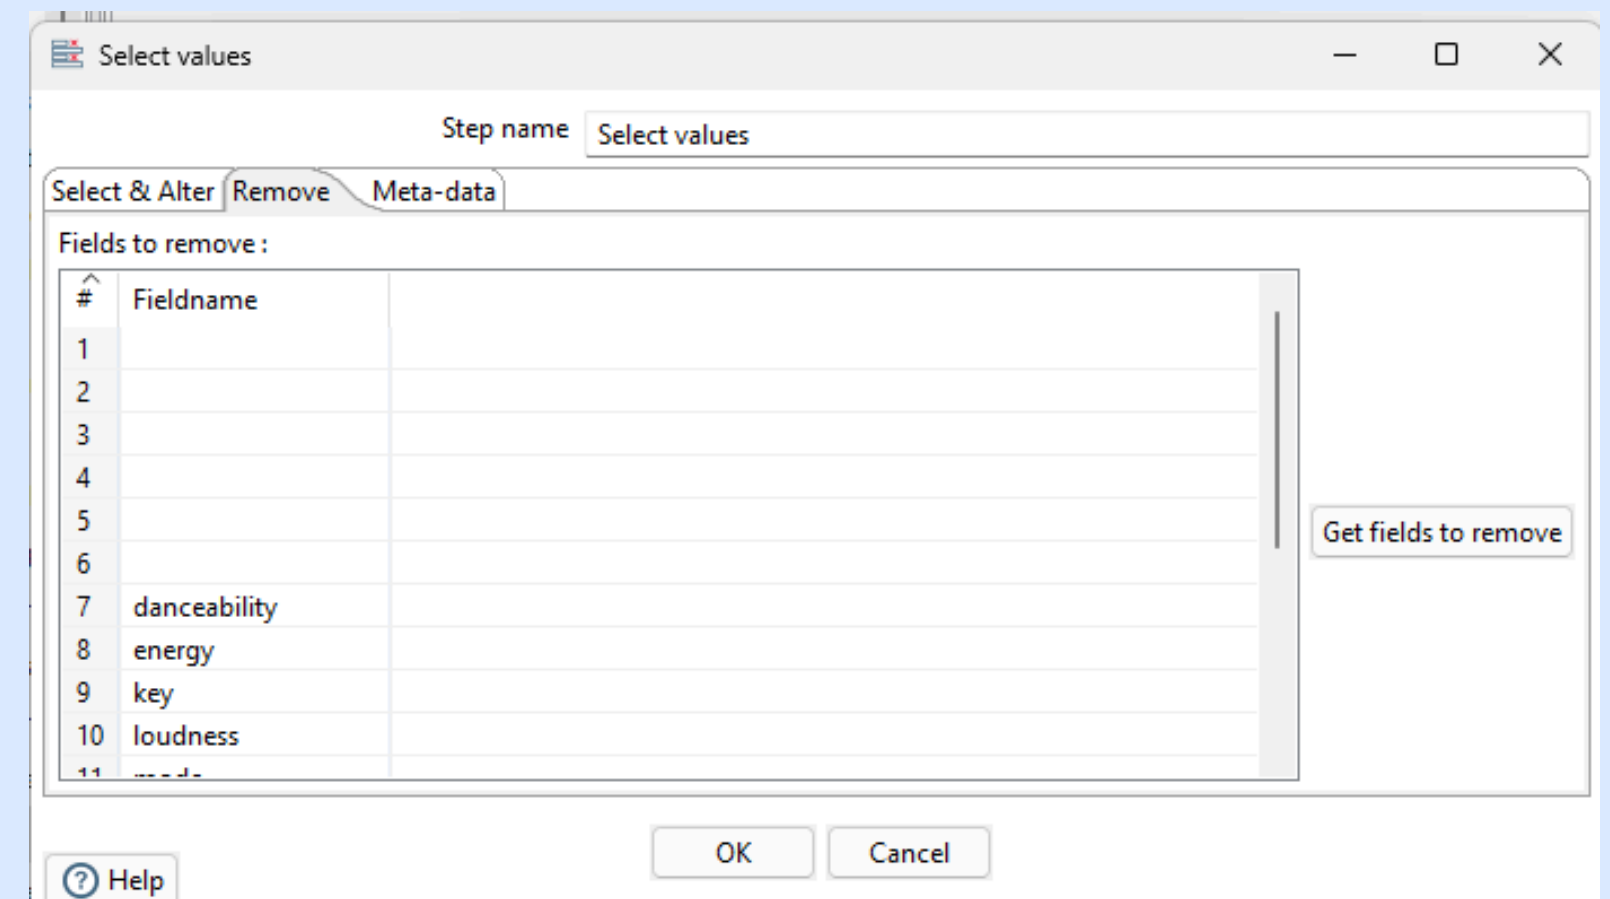 Select values
Step name Select values
Select & Alter Remove Meta-data
Fields to remove :
# Fieldname
1
2
3
4
5
6
7 danceability
8 energy
9 key
10 loudness
Get fields to remove
OK Cancel
Help